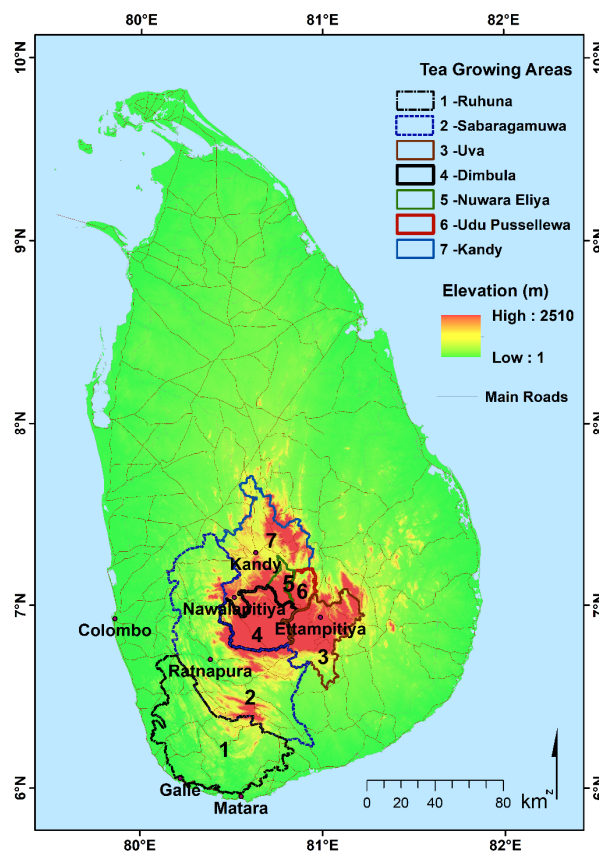 80°E 81°E 82°E
10°N 10°N
Tea Growing Areas
1 -Ruhuna
2 -Sabaragamuwa
3 -Uva
4 -Dimbula
5 -Nuwara Eliya
6 -Udu Pussellewa
7 -Kandy
9°N 9°N
Elevation (m)
High : 2510
Low : 1
Main Roads
8°N 8°N
7
Kandy
5
6
7°N 7°N
Nawalapitiya
Colombo
4
Ettampitiya
3
Ratnapura
2
1
6°N 6°N
Galle
Matara
0 20 40 80
km z
80°E 81°E 82°E